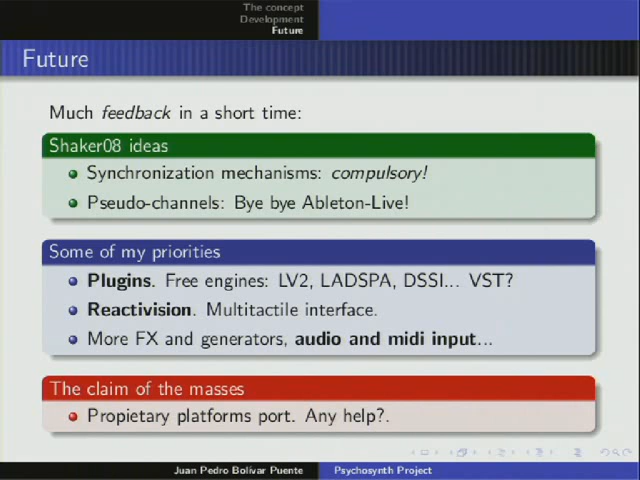 The concept
Development
Future
Future
Much feedback in a short time:
Shaker08 ideas
Synchronization mechanisms: compulsory!
Pseudo-channels: Bye bye Ableton-Live!
Some of my priorities
Plugins. Free engines: LV2, LADSPA, DSSI... VST?
Reactivision. Multitactile interface.
More FX and generators, audio and midi input...
The claim of the masses
Propietary platforms port. Any help?.
Juan Pedro Bolívar Puente Psychosynth Project